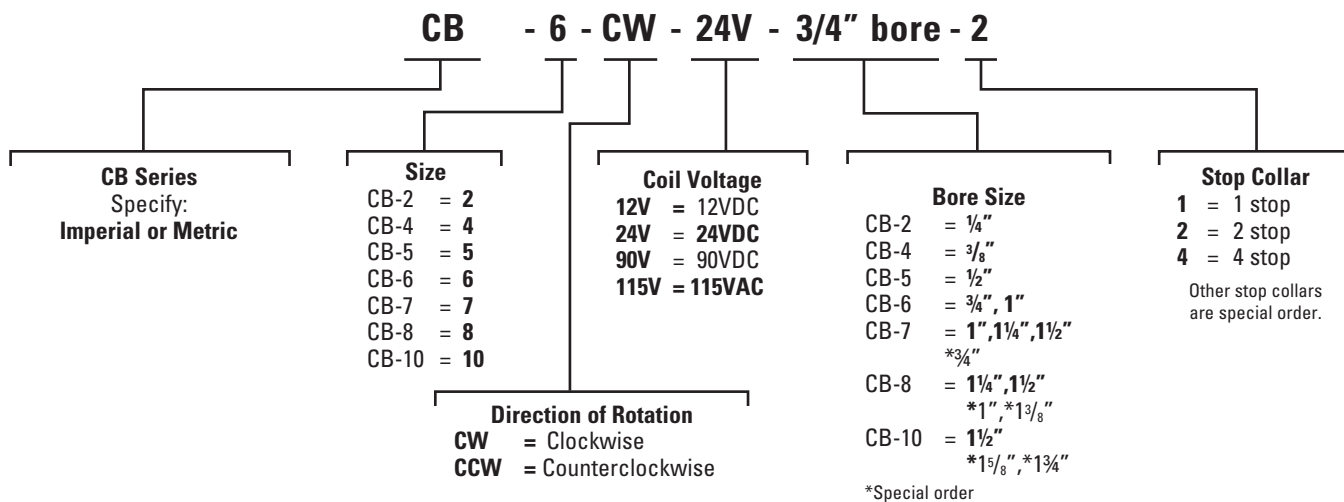 CB - 6 - CW - 24V - 3/4" bore - 2
CB Series
Specify:
Imperial or Metric
Size
CB-2 = 2
CB-4 = 4
CB-5 = 5
CB-6 = 6
CB-7 = 7
CB-8 = 8
CB-10 = 10
Direction of Rotation
CW = Clockwise
CCW = Counterclockwise
Coil Voltage
12V = 12VDC
24V = 24VDC
90V = 90VDC
115V = 115VAC
Bore Size
CB-2 = ¼"
CB-4 = ³/₈"
CB-5 = ½"
CB-6 = ¾", 1"
CB-7 = 1",1¼",1½"
*¾"
CB-8 = 1¼",1½"
*1",*1³/₈"
CB-10 = 1½"
*1⁵/₈",*1¾"
*Special order
Stop Collar
1 = 1 stop
2 = 2 stop
4 = 4 stop
Other stop collars
are special order.